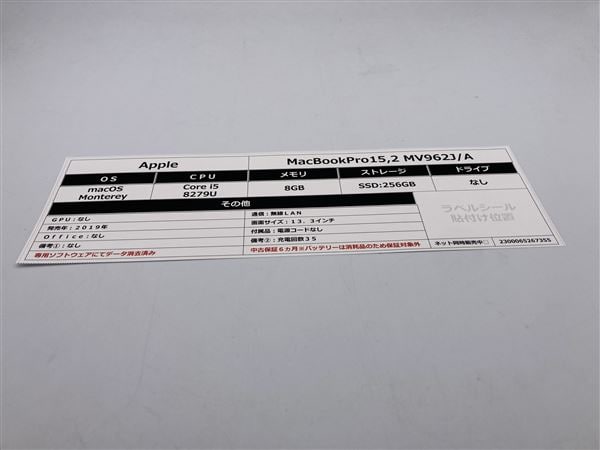 Apple MacBookPro15,2 MV962J/A
OS CPU メモリ ストレージ ドライブ
macOS Monterey Core i5 8279U 8GB SSD:256GB なし
その他
GPU：なし 通信：無線LAN
発売年：2019年 画面サイズ：13.3インチ
Office：なし 付属品：電源コードなし
備考①：なし 備考②：充電回数35
専用ソフトウェアにてデータ消去済み 中古保証6ヵ月※バッテリーは消耗品のため保証対象外
ラベルシール
貼付け位置
ネット同時販売中□ 2300065267355